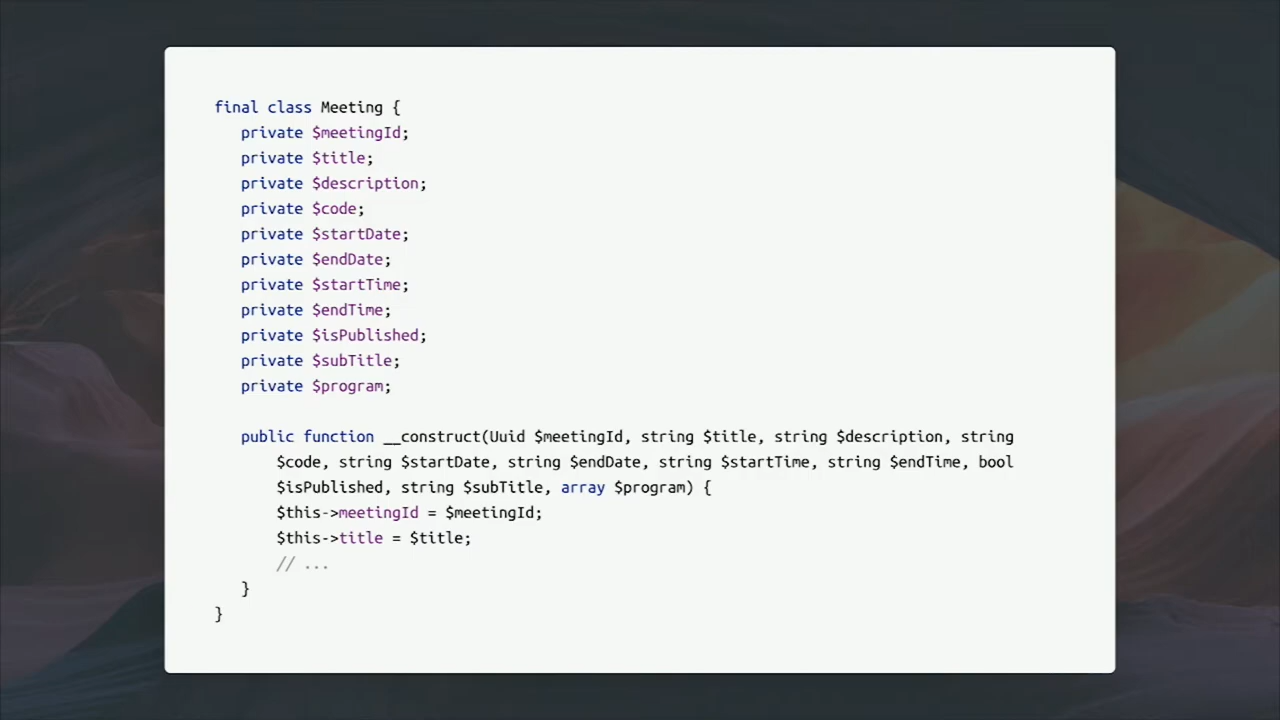 final class Meeting {
private $meetingId;
private $title;
private $description;
private $code;
private $startDate;
private $endDate;
private $startTime;
private $endTime;
private $isPublished;
private $subTitle;
private $program;
public function __construct(Uuid $meetingId, string $title, string $description, string
$code, string $startDate, string $endDate, string $startTime, string $endTime, bool
$isPublished, string $subTitle, array $program) {
$this->meetingId = $meetingId;
$this->title = $title;
// ...
}
}